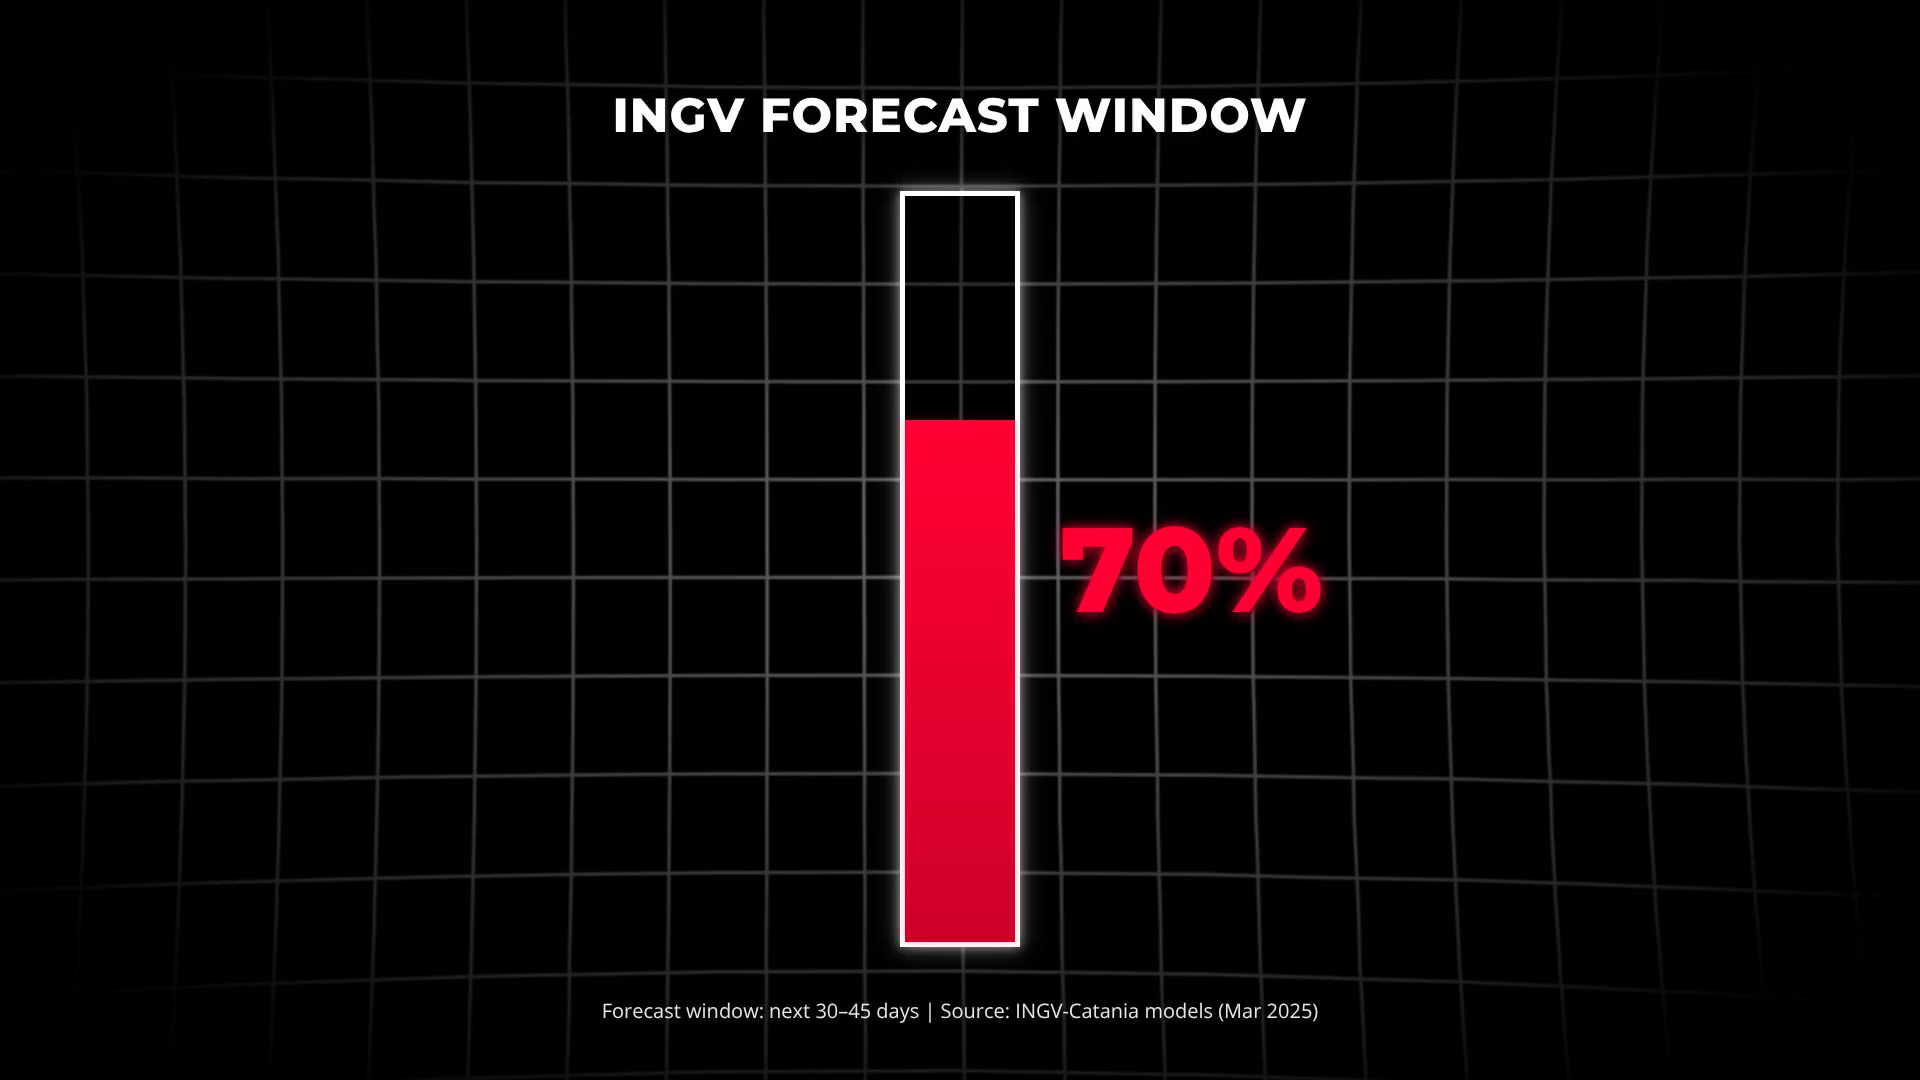 INGV FORECAST WINDOW
70%
Forecast window: next 30–45 days | Source: INGV-Catania models (Mar 2025)